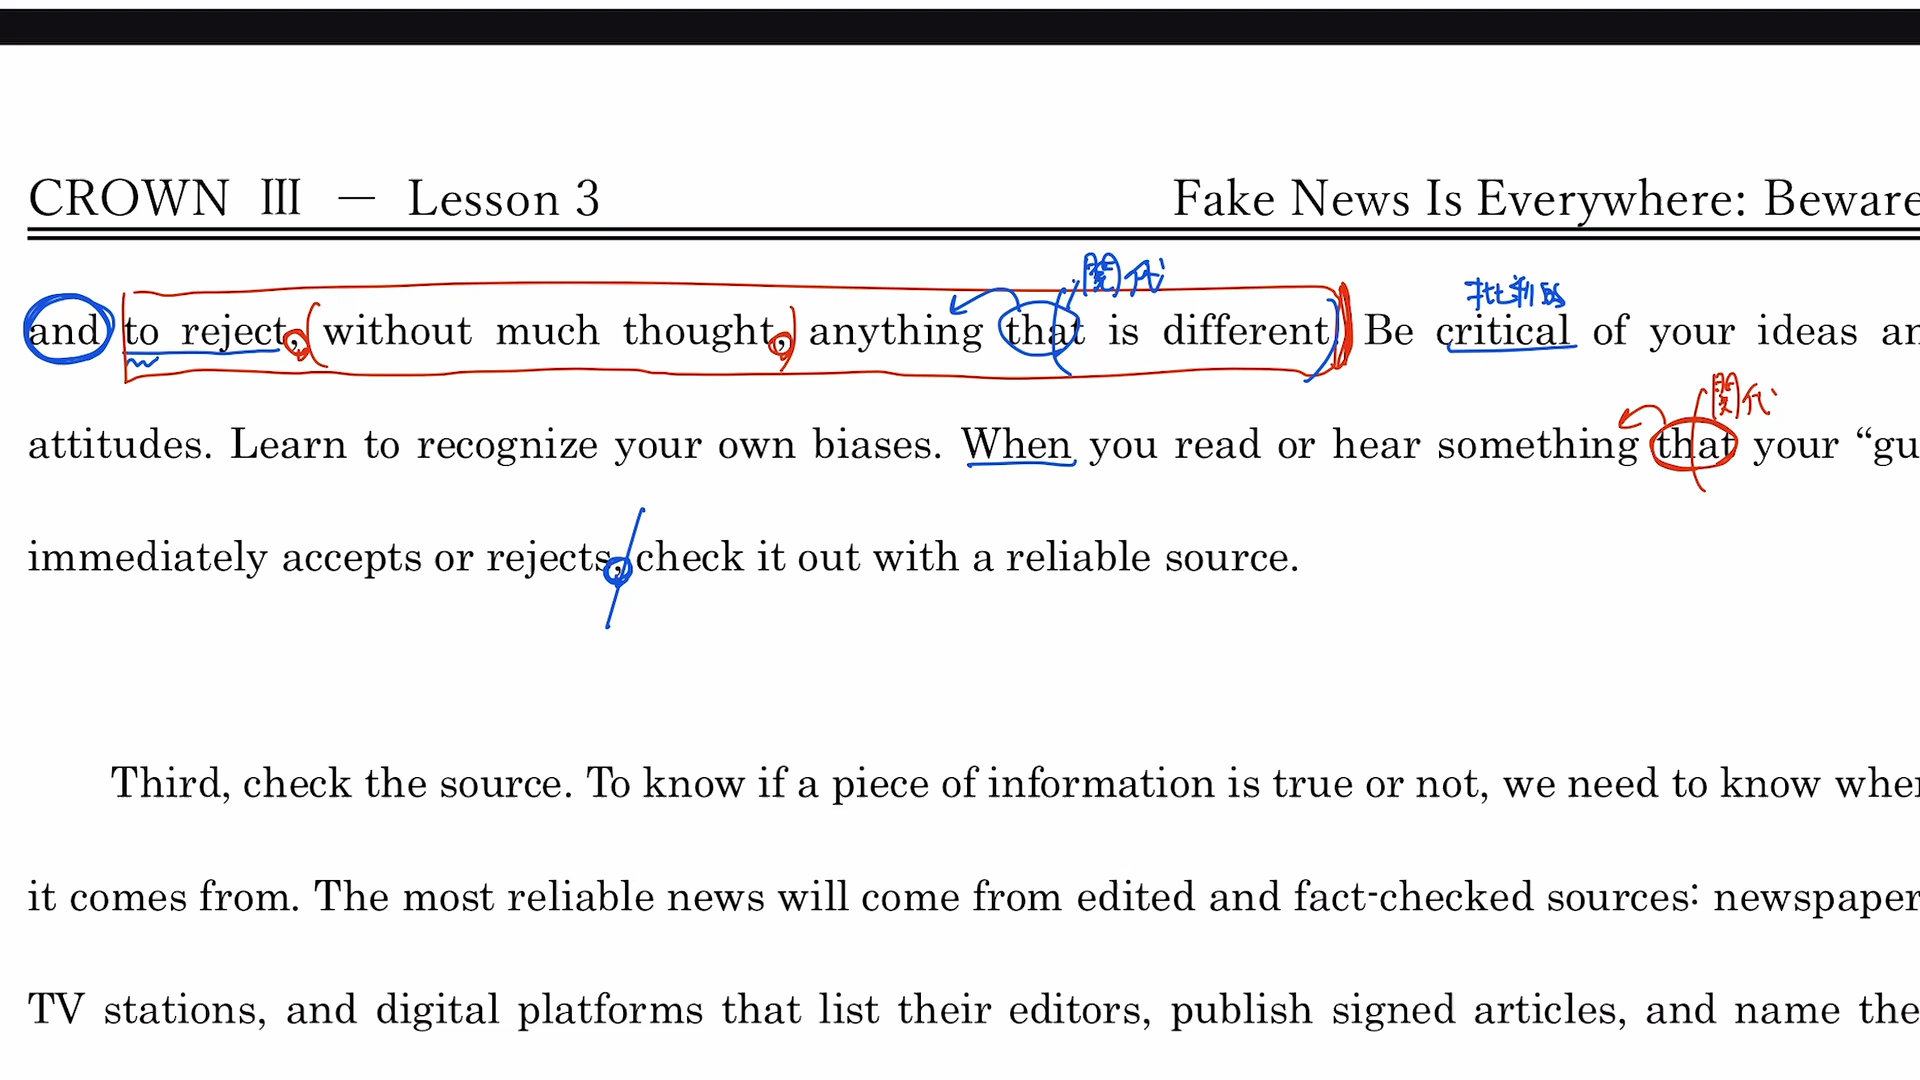 CROWN Ⅲ — Lesson 3 Fake News Is Everywhere: Beware
関代
批判的
and to reject, without much thought, anything that is different. Be critical of your ideas an
関代
attitudes. Learn to recognize your own biases. When you read or hear something that your “gu
immediately accepts or rejects, check it out with a reliable source.
Third, check the source. To know if a piece of information is true or not, we need to know wher
it comes from. The most reliable news will come from edited and fact-checked sources: newspaper
TV stations, and digital platforms that list their editors, publish signed articles, and name the